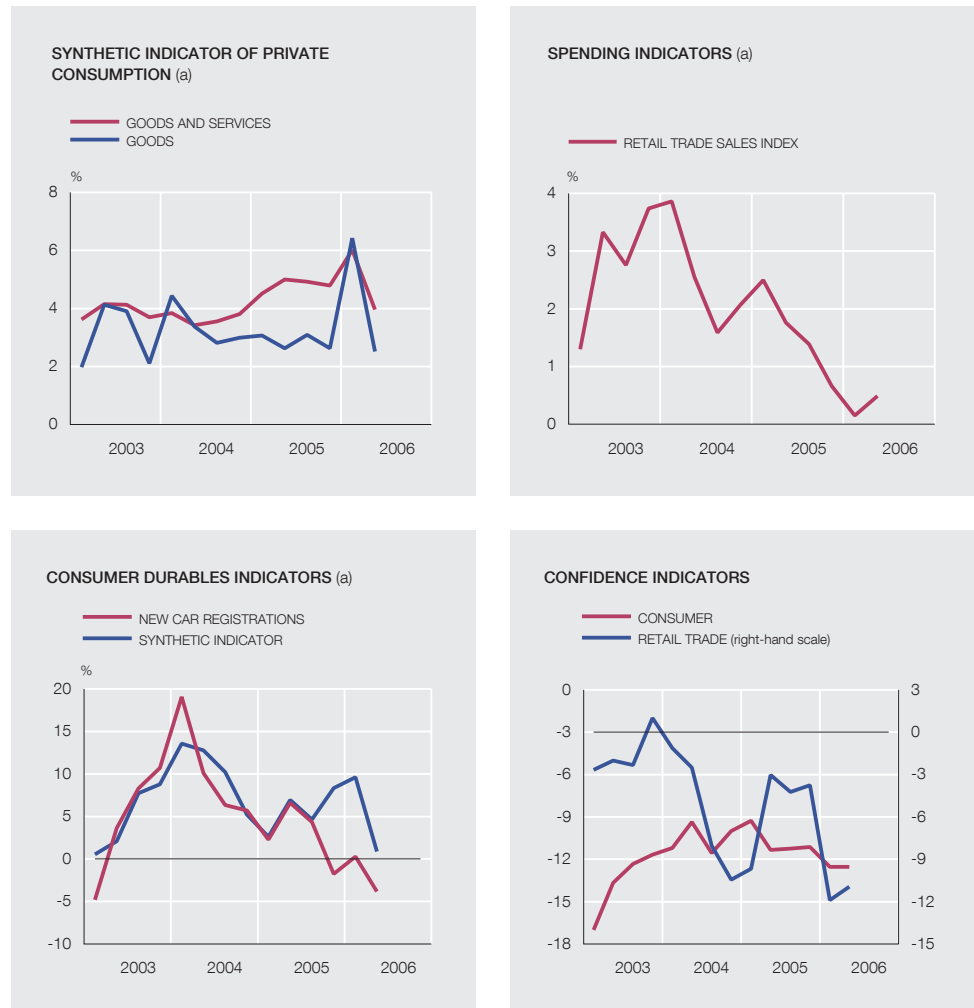 SYNTHETIC INDICATOR OF PRIVATE
CONSUMPTION (a)
GOODS AND SERVICES
GOODS
%
8
6
4
2
0
2003 2004 2005 2006
SPENDING INDICATORS (a)
RETAIL TRADE SALES INDEX
%
4
3
2
1
0
2003 2004 2005 2006
CONSUMER DURABLES INDICATORS (a)
NEW CAR REGISTRATIONS
SYNTHETIC INDICATOR
%
20
15
10
5
0
-5
-10
2003 2004 2005 2006
CONFIDENCE INDICATORS
CONSUMER
RETAIL TRADE (right-hand scale)
0 3
-3 0
-6 -3
-9 -6
-12 -9
-15 -12
-18 -15
2003 2004 2005 2006